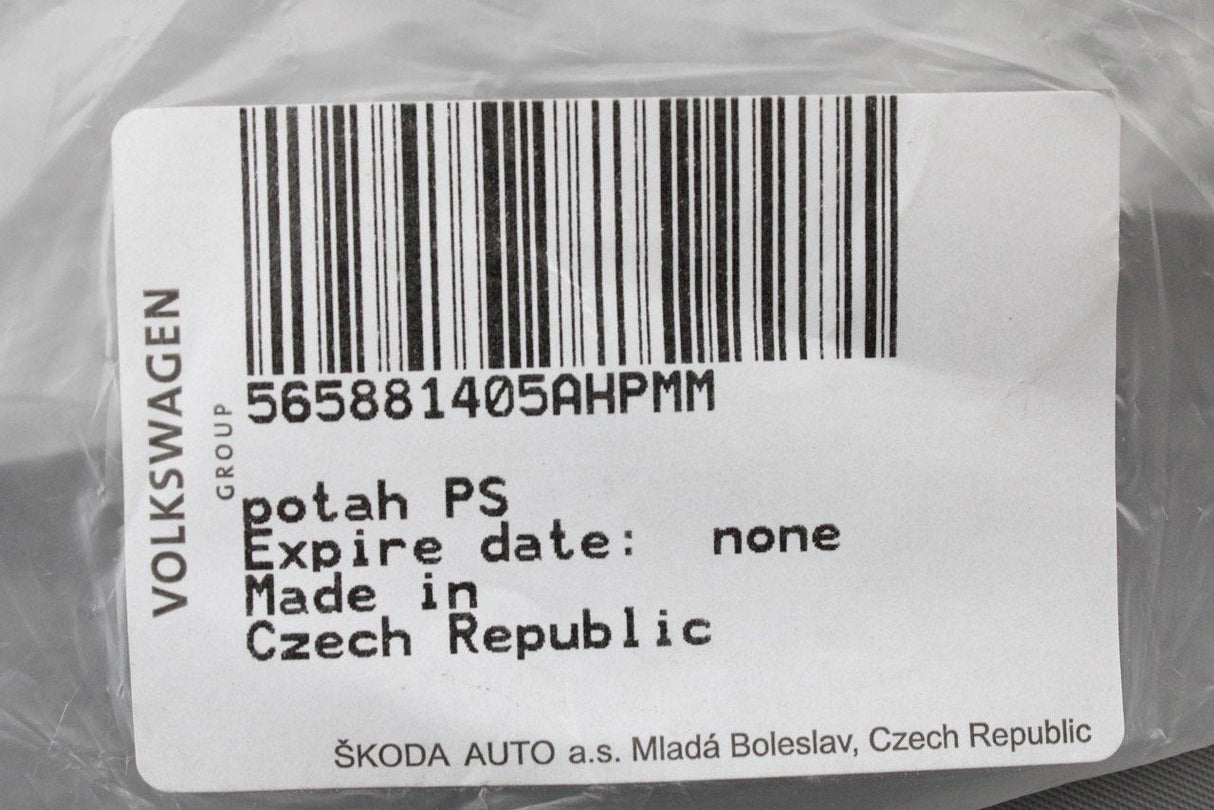 VOLKSWAGEN
GROUP
565881405AHPMM
potah PS
Expire date: none
Made in
Czech Republic
ŠKODA AUTO a.s. Mladá Boleslav, Czech Republic